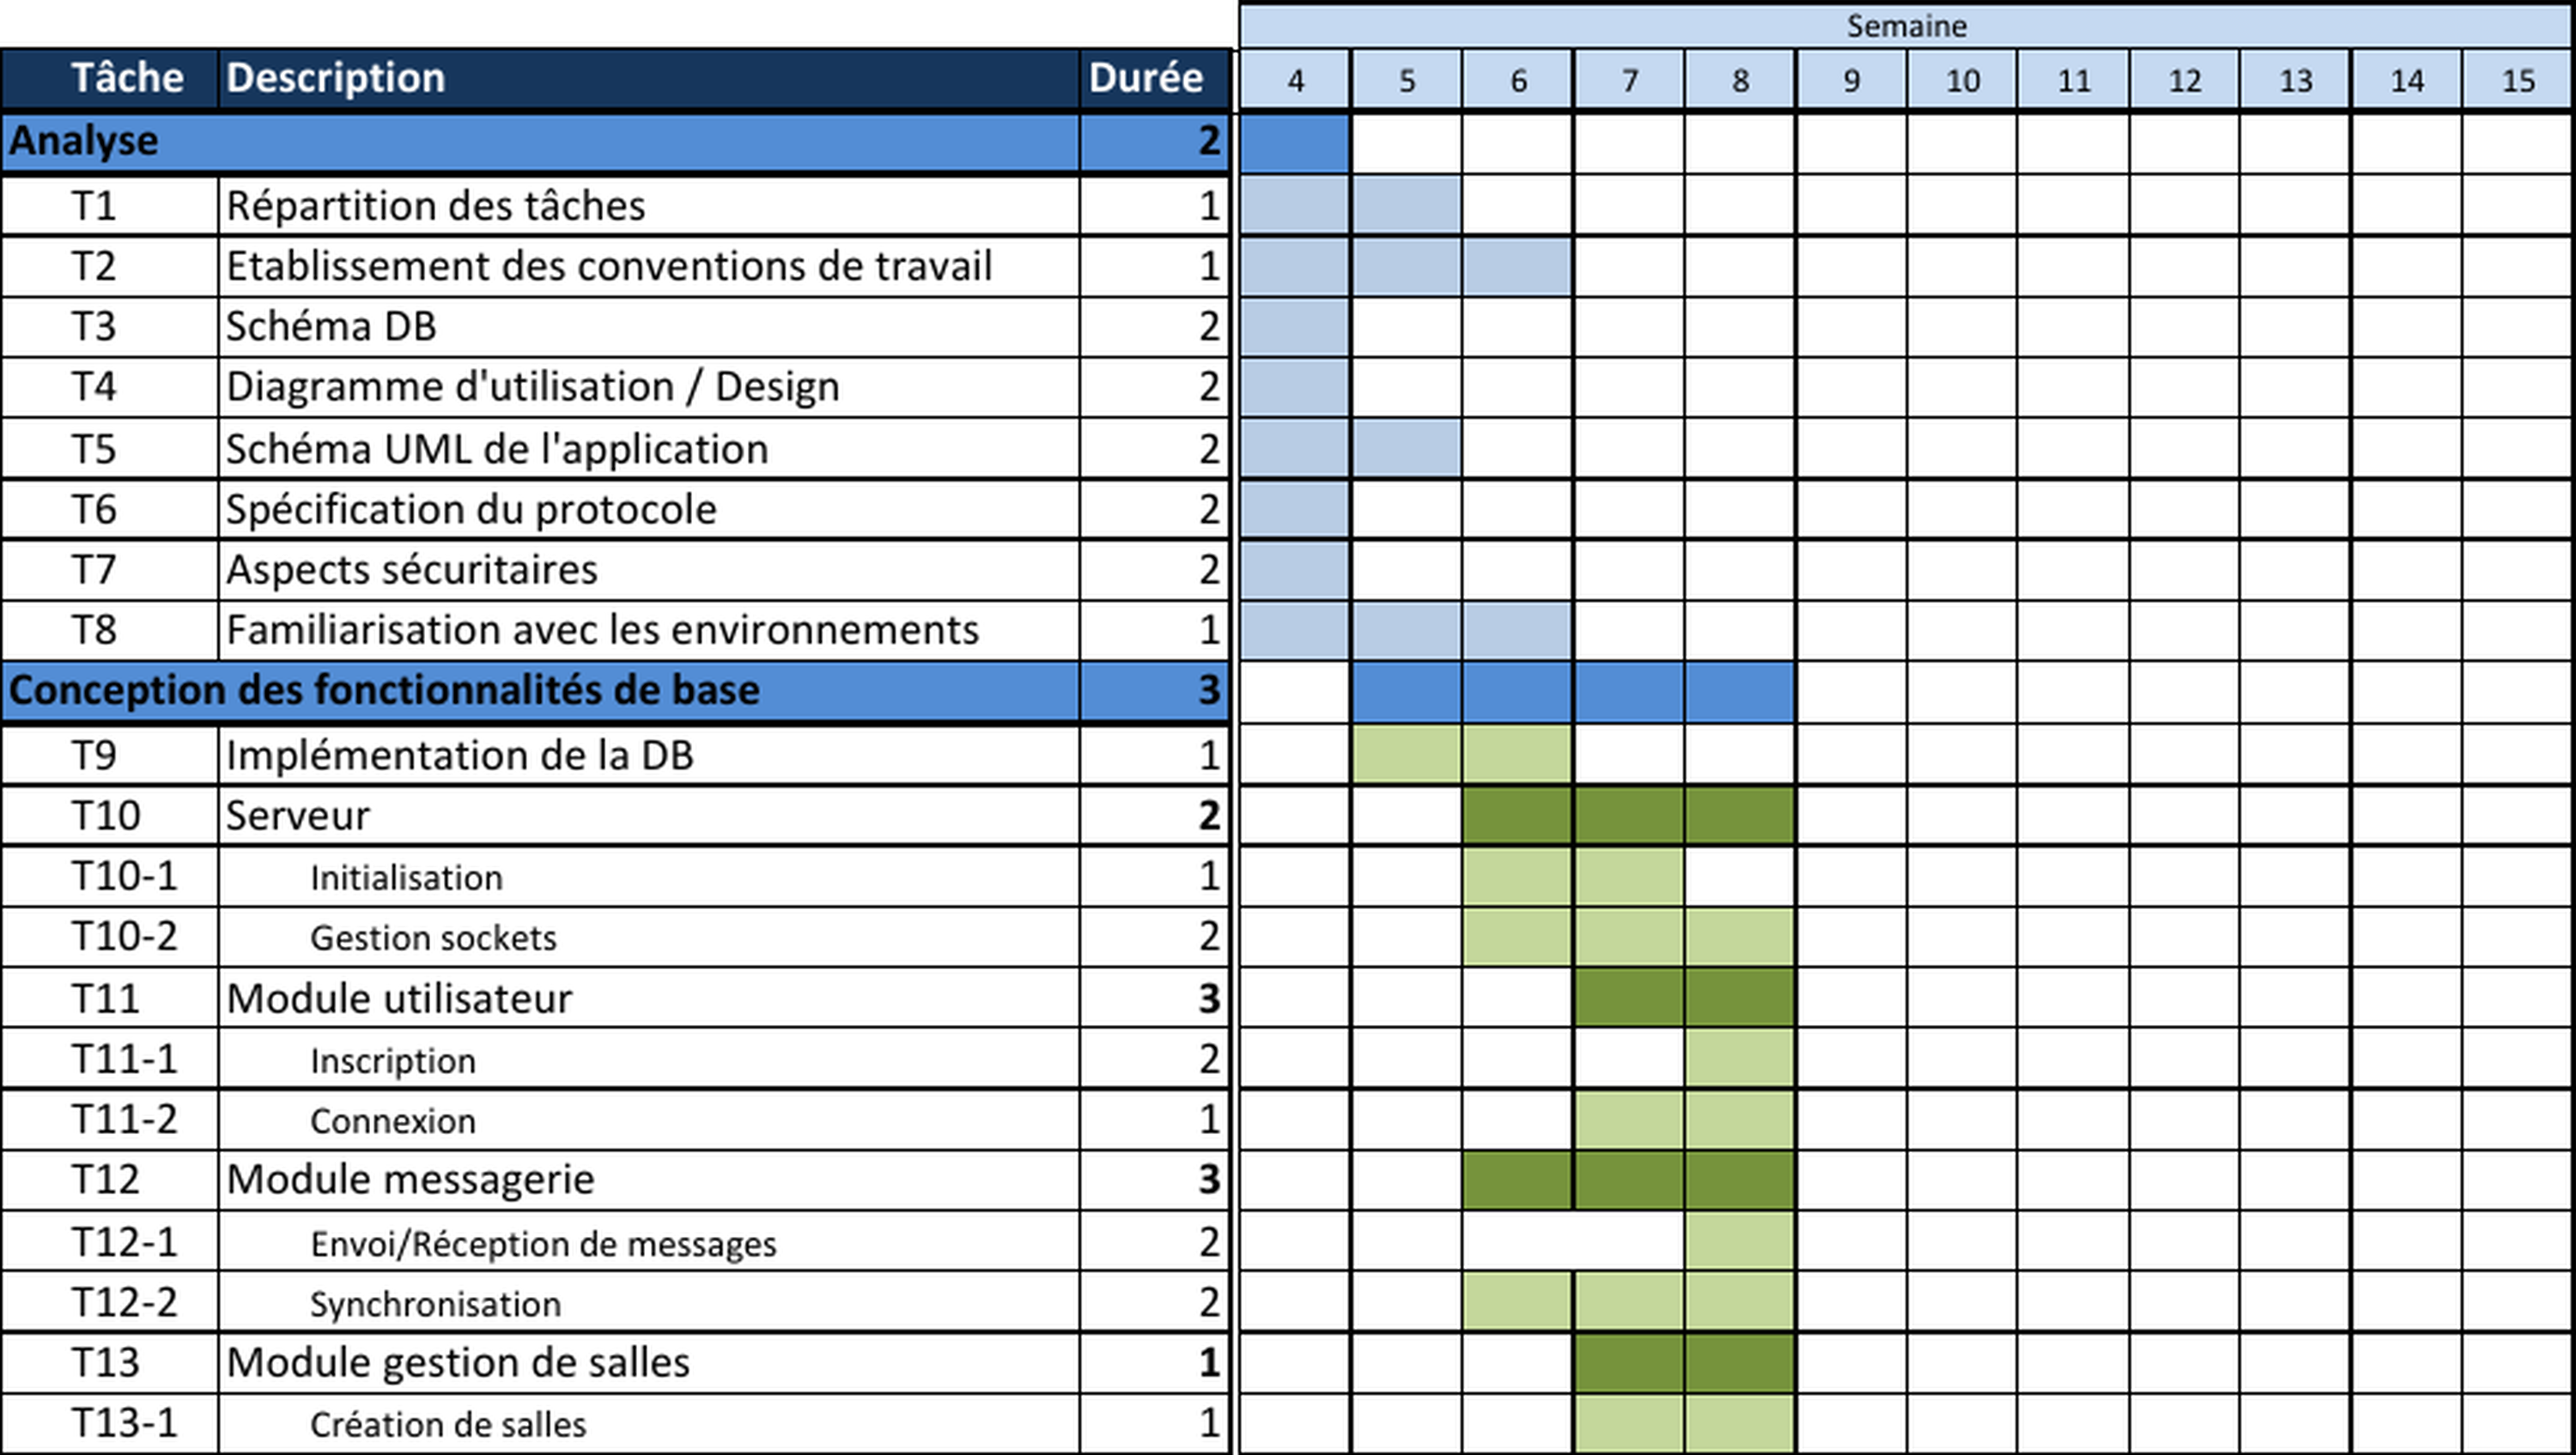 Semaine
Tâche Description Durée 4 5 6 7 8 9 10 11 12 13 14 15
Analyse 2
T1 Répartition des tâches 1
T2 Etablissement des conventions de travail 1
T3 Schéma DB 2
T4 Diagramme d'utilisation / Design 2
T5 Schéma UML de l'application 2
T6 Spécification du protocole 2
T7 Aspects sécuritaires 2
T8 Familiarisation avec les environnements 1
Conception des fonctionnalités de base 3
T9 Implémentation de la DB 1
T10 Serveur 2
T10-1 Initialisation 1
T10-2 Gestion sockets 2
T11 Module utilisateur 3
T11-1 Inscription 2
T11-2 Connexion 1
T12 Module messagerie 3
T12-1 Envoi/Réception de messages 2
T12-2 Synchronisation 2
T13 Module gestion de salles 1
T13-1 Création de salles 1